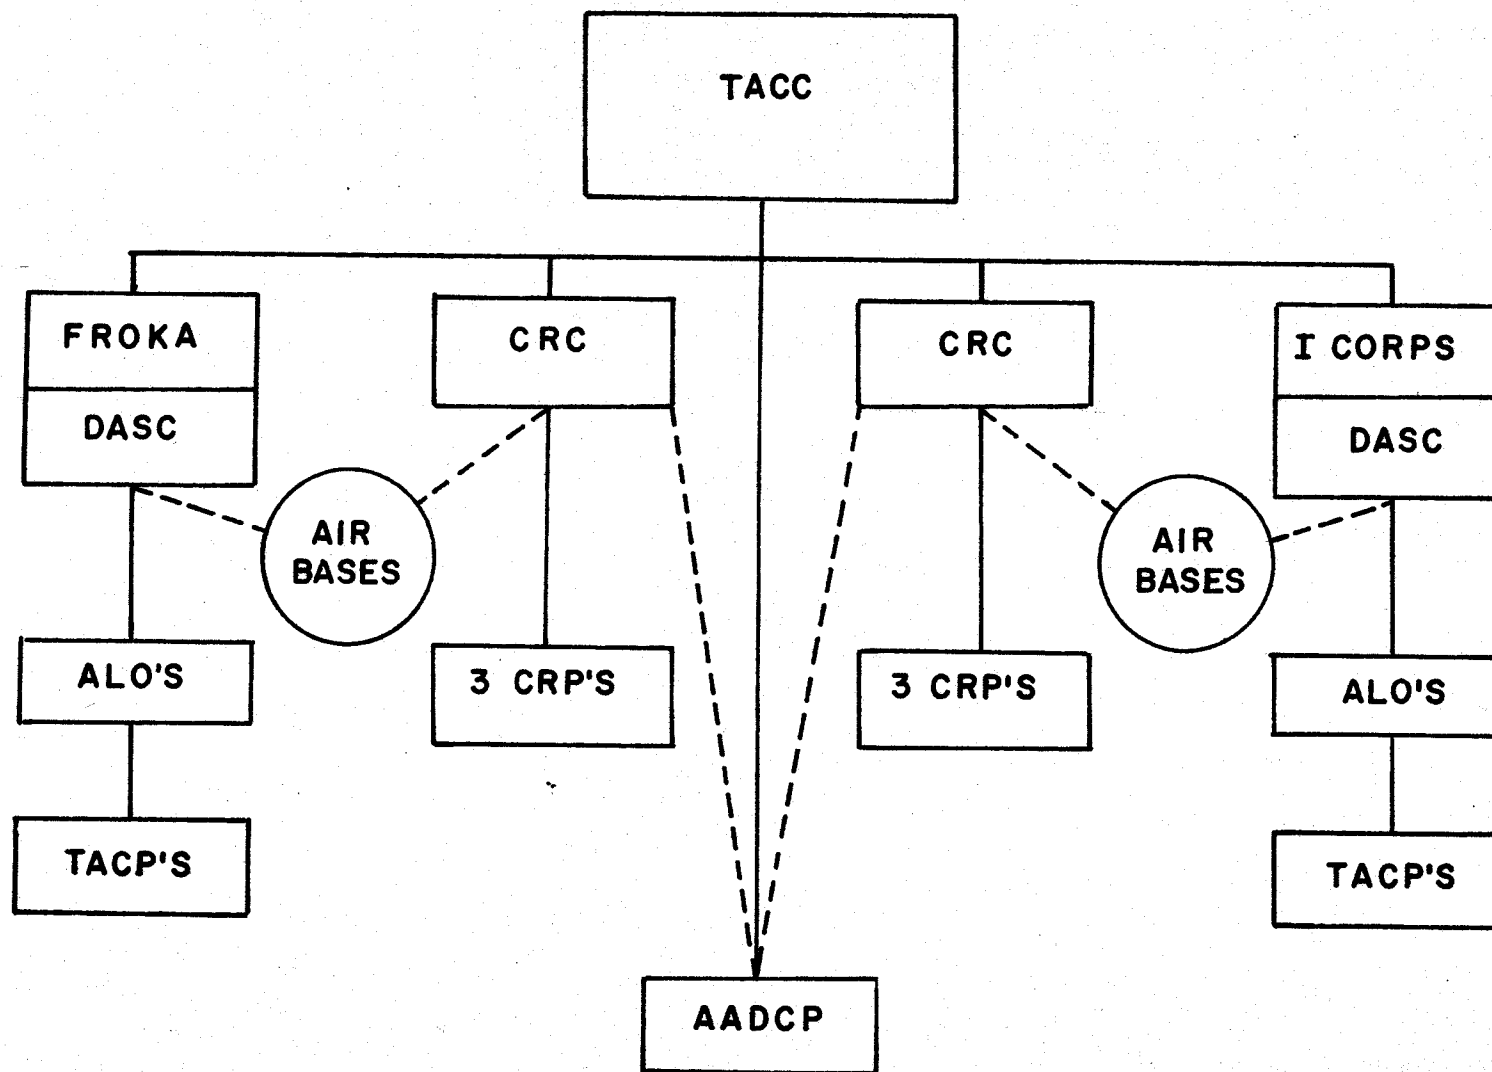 TACC
FROKA
CRC
CRC
I CORPS
DASC
DASC
AIR
BASES
AIR
BASES
ALO'S
3 CRP'S
3 CRP'S
ALO'S
TACP'S
TACP'S
AADCP